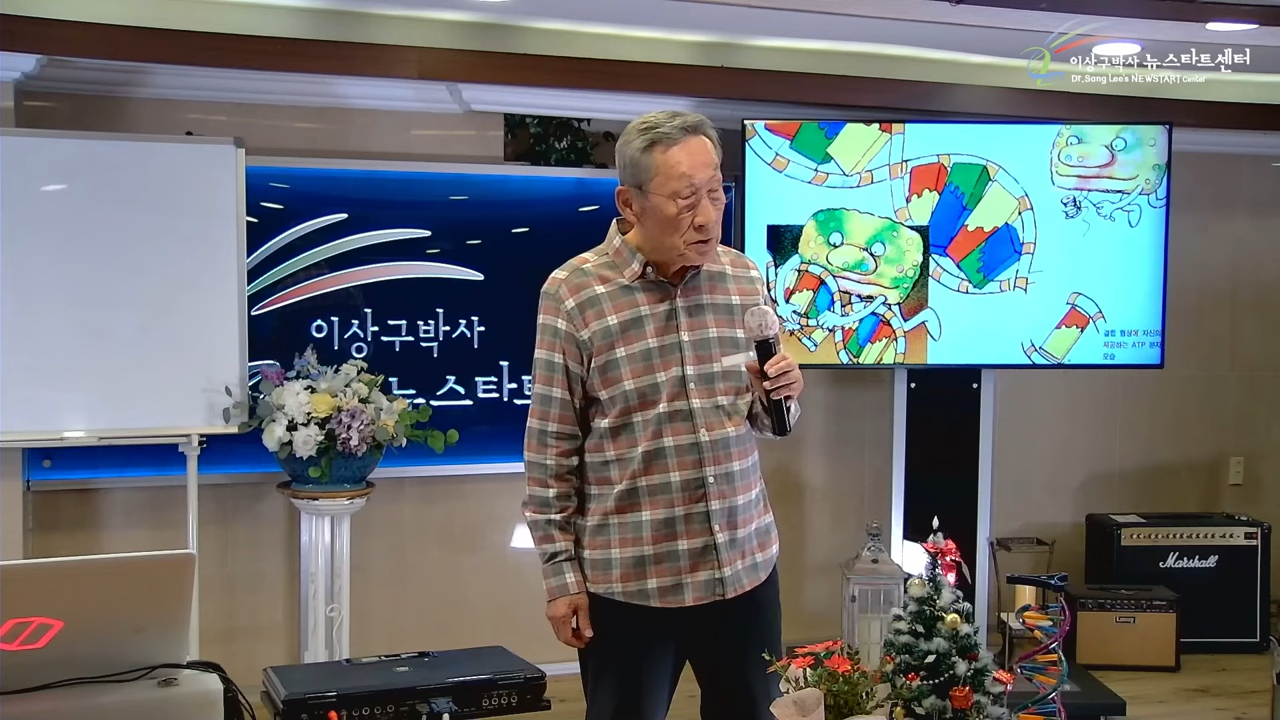 이상구박사 뉴스타트센터
Dr.Sang Lee's NEWSTART Center
이상구박사
뉴스타트
결합 형상에 자신의
제공하는 ATP 분자
모습
Marshall
Laney